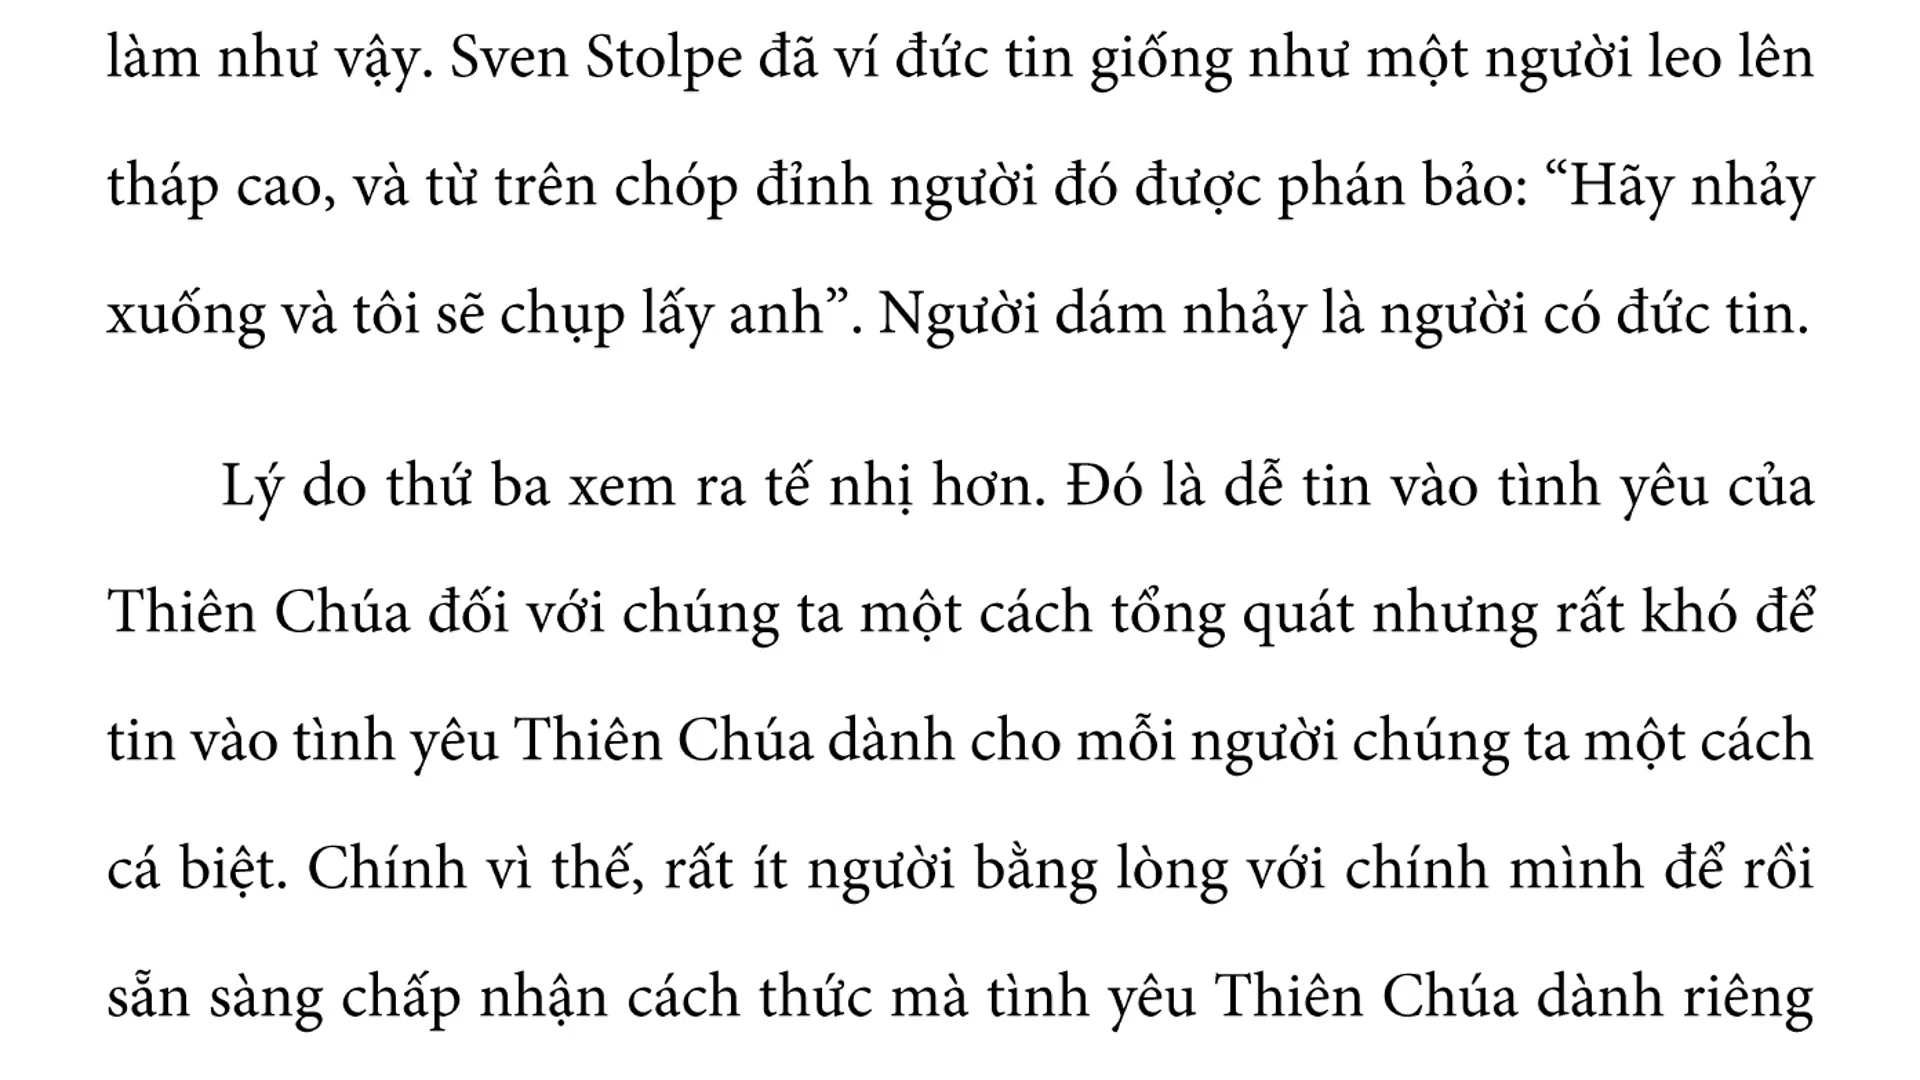 làm như vậy. Sven Stolpe đã ví đức tin giống như một người leo lên
tháp cao, và từ trên chóp đỉnh người đó được phán bảo: “Hãy nhảy
xuống và tôi sẽ chụp lấy anh”. Người dám nhảy là người có đức tin.
Lý do thứ ba xem ra tế nhị hơn. Đó là dễ tin vào tình yêu của
Thiên Chúa đối với chúng ta một cách tổng quát nhưng rất khó để
tin vào tình yêu Thiên Chúa dành cho mỗi người chúng ta một cách
cá biệt. Chính vì thế, rất ít người bằng lòng với chính mình để rồi
sẵn sàng chấp nhận cách thức mà tình yêu Thiên Chúa dành riêng